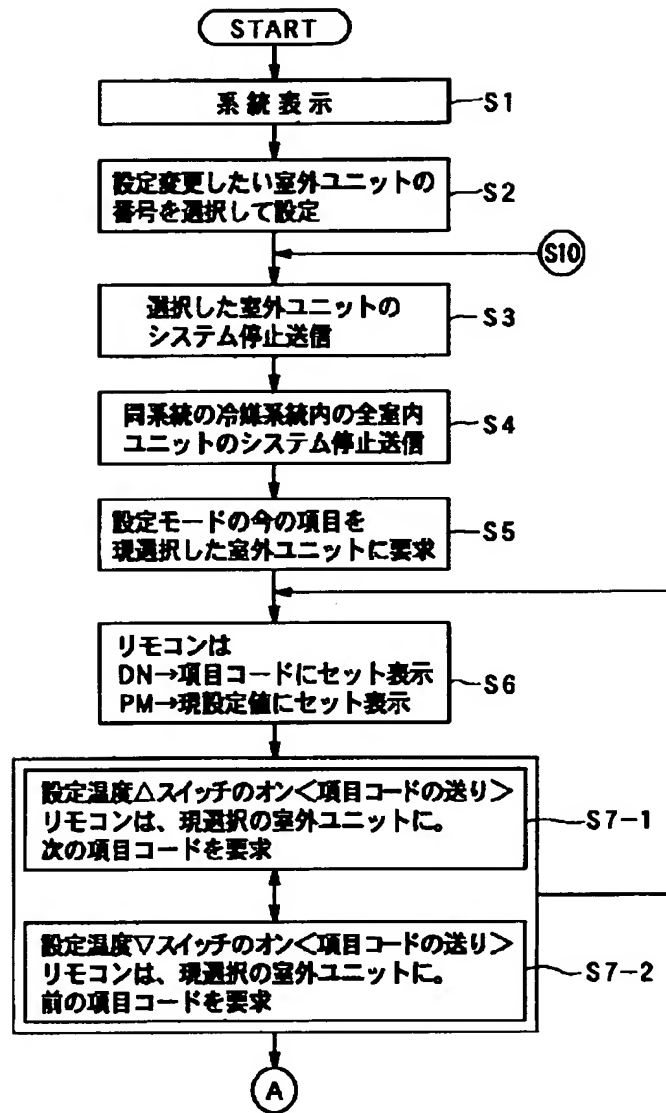 START
系統表示
S1
設定変更したい室外ユニットの
番号を選択して設定
S2
S10
選択した室外ユニットの
システム停止送信
S3
同系統の冷媒系統内の全室内
ユニットのシステム停止送信
S4
設定モードの今の項目を
現選択した室外ユニットに要求
S5
リモコンは
DN→項目コードにセット表示
PM→現設定値にセット表示
S6
設定温度△スイッチのオン<項目コードの送り>
リモコンは、現選択の室外ユニットに。
次の項目コードを要求
S7-1
設定温度▽スイッチのオン<項目コードの送り>
リモコンは、現選択の室外ユニットに。
前の項目コードを要求
S7-2
A